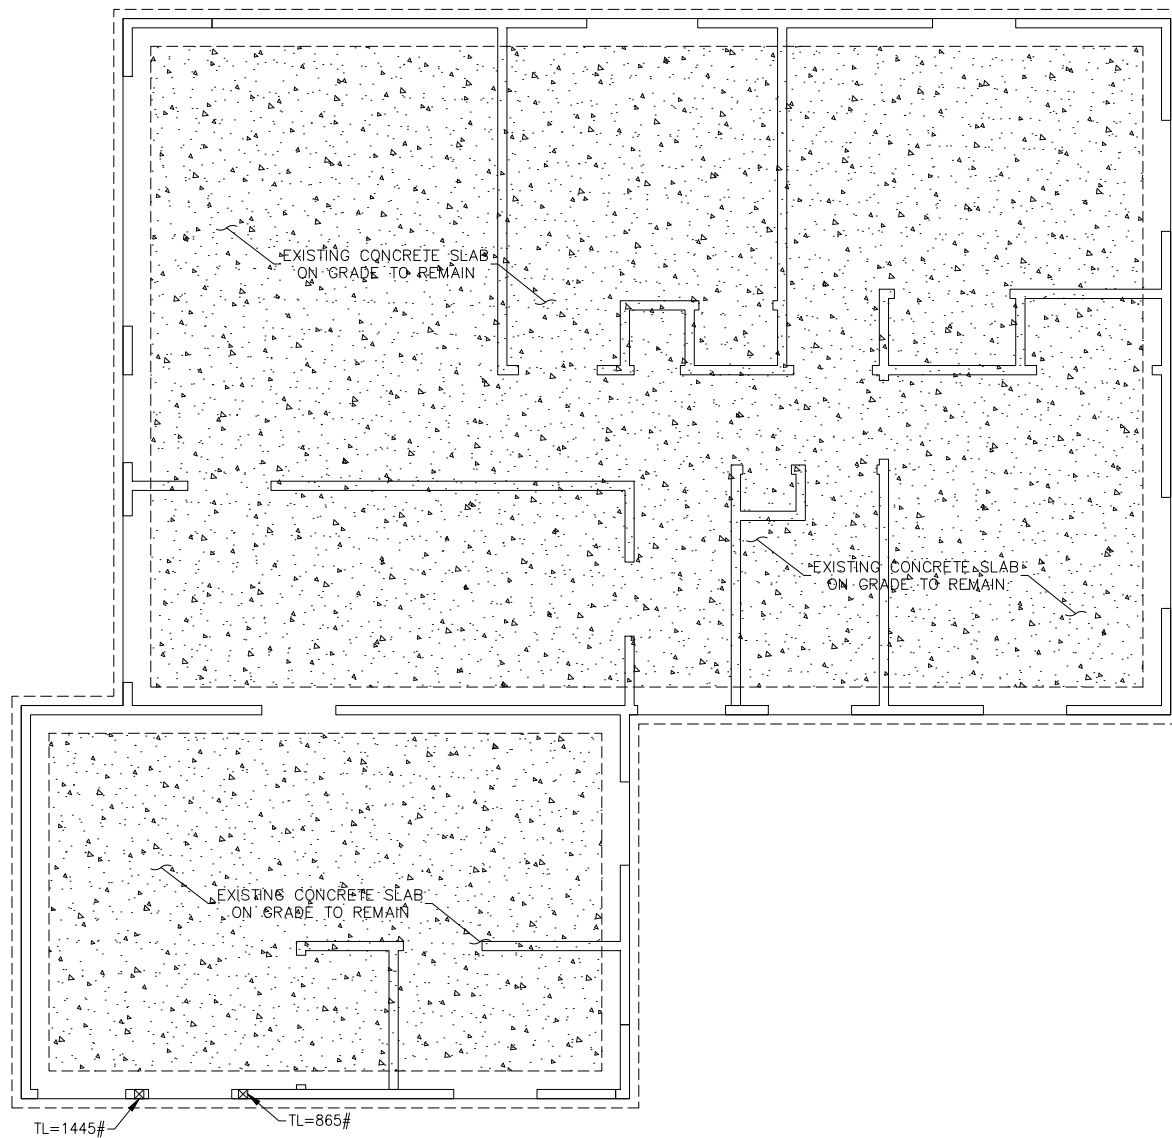 EXISTING CONCRETE SLAB
ON GRADE TO REMAIN
EXISTING CONCRETE SLAB
ON GRADE TO REMAIN
EXISTING CONCRETE SLAB
ON GRADE TO REMAIN
TL=865#
TL=1445#